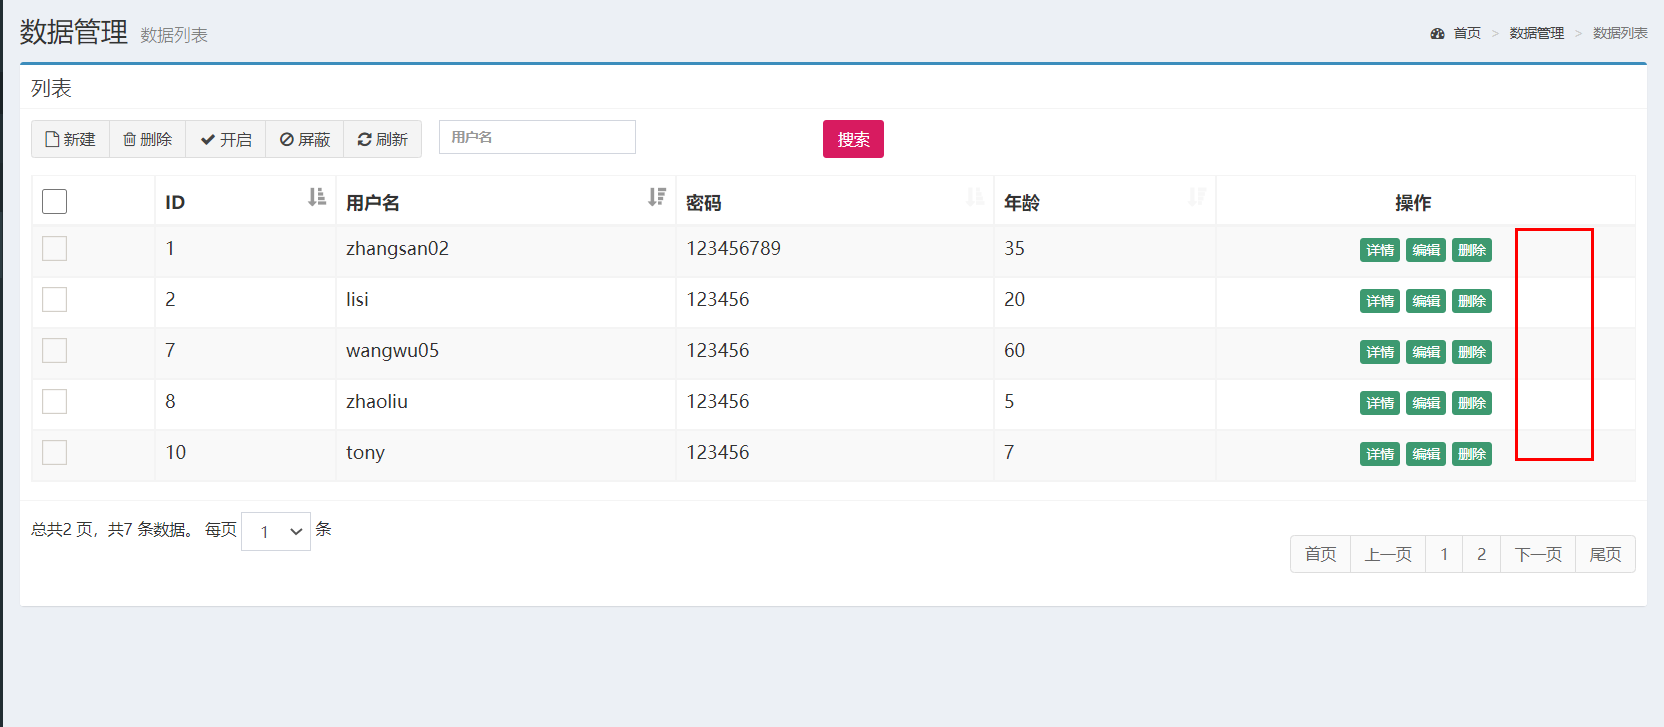 数据管理 数据列表
首页 > 数据管理 > 数据列表
列表
新建 删除 开启 屏蔽 刷新 用户名 搜索
ID 用户名 密码 年龄 操作
1 zhangsan02 123456789 35 详情 编辑 删除
2 lisi 123456 20 详情 编辑 删除
7 wangwu05 123456 60 详情 编辑 删除
8 zhaoliu 123456 5 详情 编辑 删除
10 tony 123456 7 详情 编辑 删除
总共2 页，共7 条数据。 每页 1 条
首页 上一页 1 2 下一页 尾页